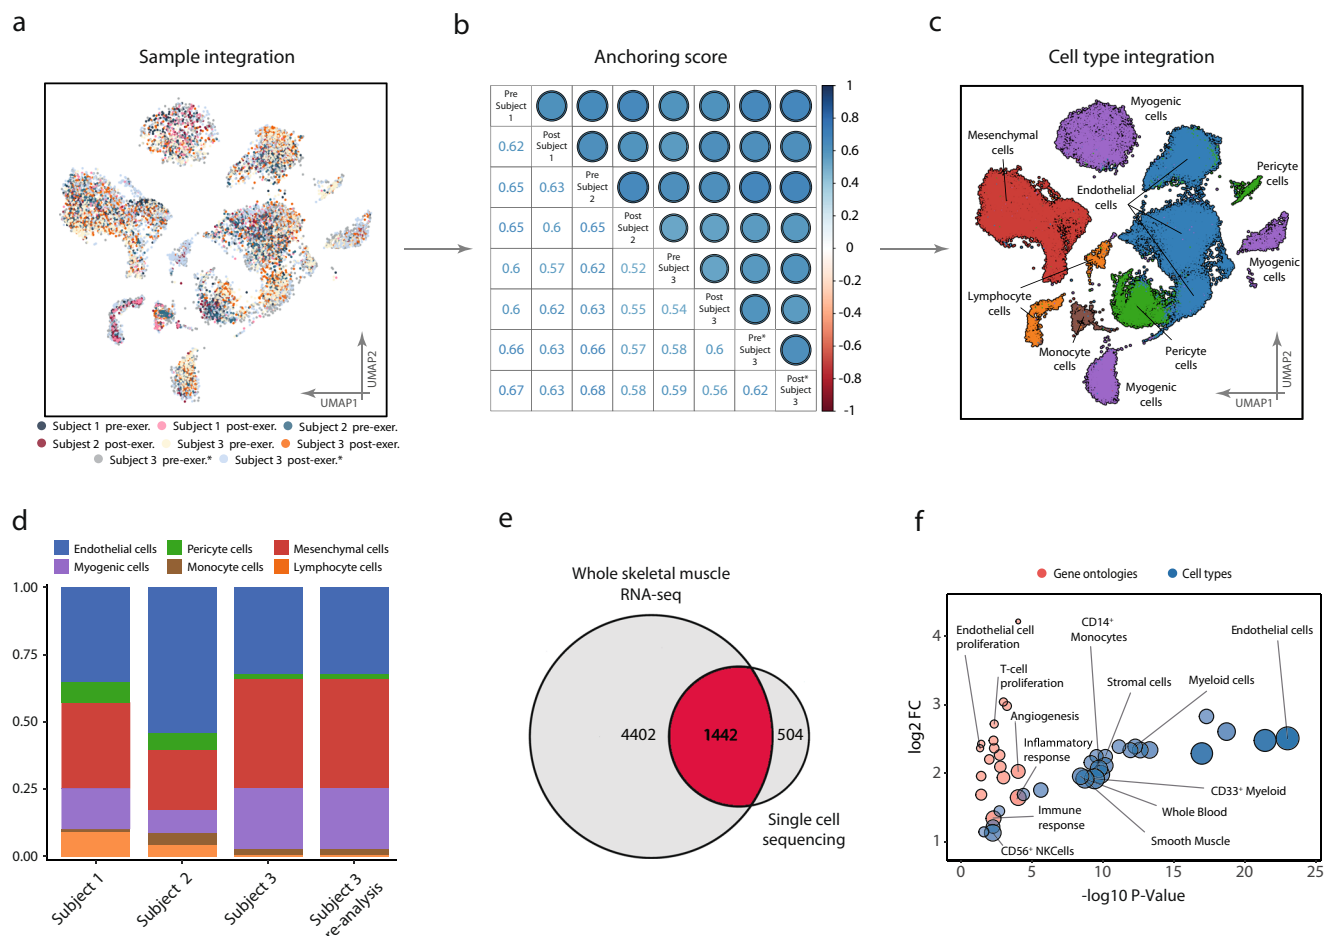 a
Sample integration
UMAP1
UMAP2
Subject 1 pre-exer.
Subject 1 post-exer.
Subject 2 pre-exer.
Subject 2 post-exer.
Subject 3 pre-exer.
Subject 3 post-exer.
Subject 3 pre-exer.*
Subject 3 post-exer.*
b
Anchoring score
Pre
Subject
1
0.62
Post
Subject
1
0.65 0.63
Pre
Subject
2
0.65 0.6 0.65
Post
Subject
2
0.6 0.57 0.62 0.52
Pre
Subject
3
0.6 0.62 0.63 0.55 0.54
Post
Subject
3
0.66 0.63 0.66 0.57 0.58 0.6
Pre*
Subject
3
0.67 0.63 0.68 0.58 0.59 0.56 0.62
Post*
Subject
3
1
0.8
0.6
0.4
0.2
0
-0.2
-0.4
-0.6
-0.8
-1
c
Cell type integration
Myogenic
cells
Mesenchymal
cells
Pericyte
cells
Endothelial
cells
Myogenic
cells
Lymphocyte
cells
Monocyte
cells
Pericyte
cells
Myogenic
cells
UMAP1
UMAP2
d
Endothelial cells
Pericyte cells
Mesenchymal cells
Myogenic cells
Monocyte cells
Lymphocyte cells
1.00
0.75
0.50
0.25
0.00
Subject 1
Subject 2
Subject 3
Subject 3
re-analysis
e
Whole skeletal muscle
RNA-seq
4402
1442
504
Single cell
sequencing
f
Gene ontologies
Cell types
Endothelial cell
proliferation
CD14+
Monocytes
Endothelial cells
T-cell
proliferation
Stromal cells
Myeloid cells
Angiogenesis
Inflammatory
response
CD33+ Myeloid
Immune
response
Whole Blood
Smooth Muscle
CD56+ NKCells
log2 FC
4
3
2
1
0 5 10 15 20 25
-log10 P-Value